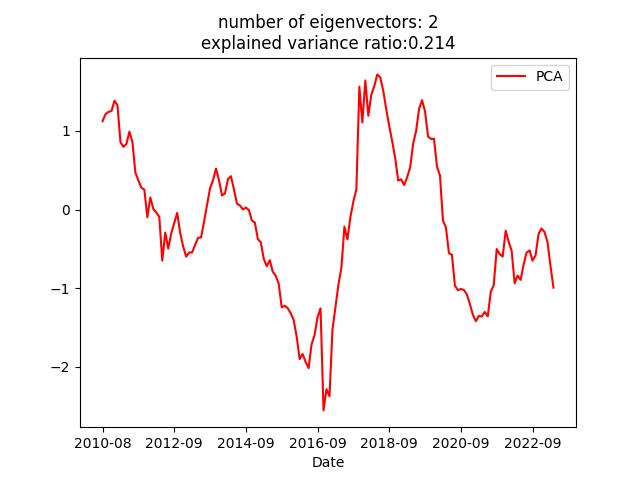 number of eigenvectors: 2
explained variance ratio:0.214
PCA
1
0
−1
−2
2010-08 2012-09 2014-09 2016-09 2018-09 2020-09 2022-09
Date